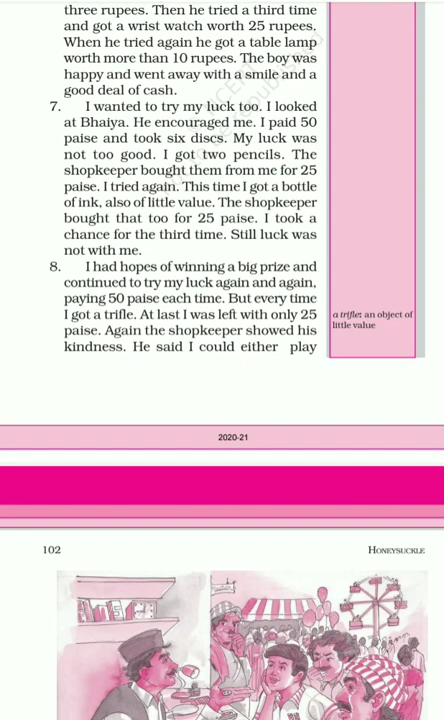 three rupees. Then he tried a third time
and got a wrist watch worth 25 rupees.
When he tried again he got a table lamp
worth more than 10 rupees. The boy was
happy and went away with a smile and a
good deal of cash.
7. I wanted to try my luck too. I looked
at Bhaiya. He encouraged me. I paid 50
paise and took six discs. My luck was
not too good. I got two pencils. The
shopkeeper bought them from me for 25
paise. I tried again. This time I got a bottle
of ink, also of little value. The shopkeeper
bought that too for 25 paise. I took a
chance for the third time. Still luck was
not with me.
8. I had hopes of winning a big prize and
continued to try my luck again and again,
paying 50 paise each time. But every time
I got a trifle. At last I was left with only 25
paise. Again the shopkeeper showed his
kindness. He said I could either play
a trifle: an object of
little value
2020-21
102
HONEYSUCKLE